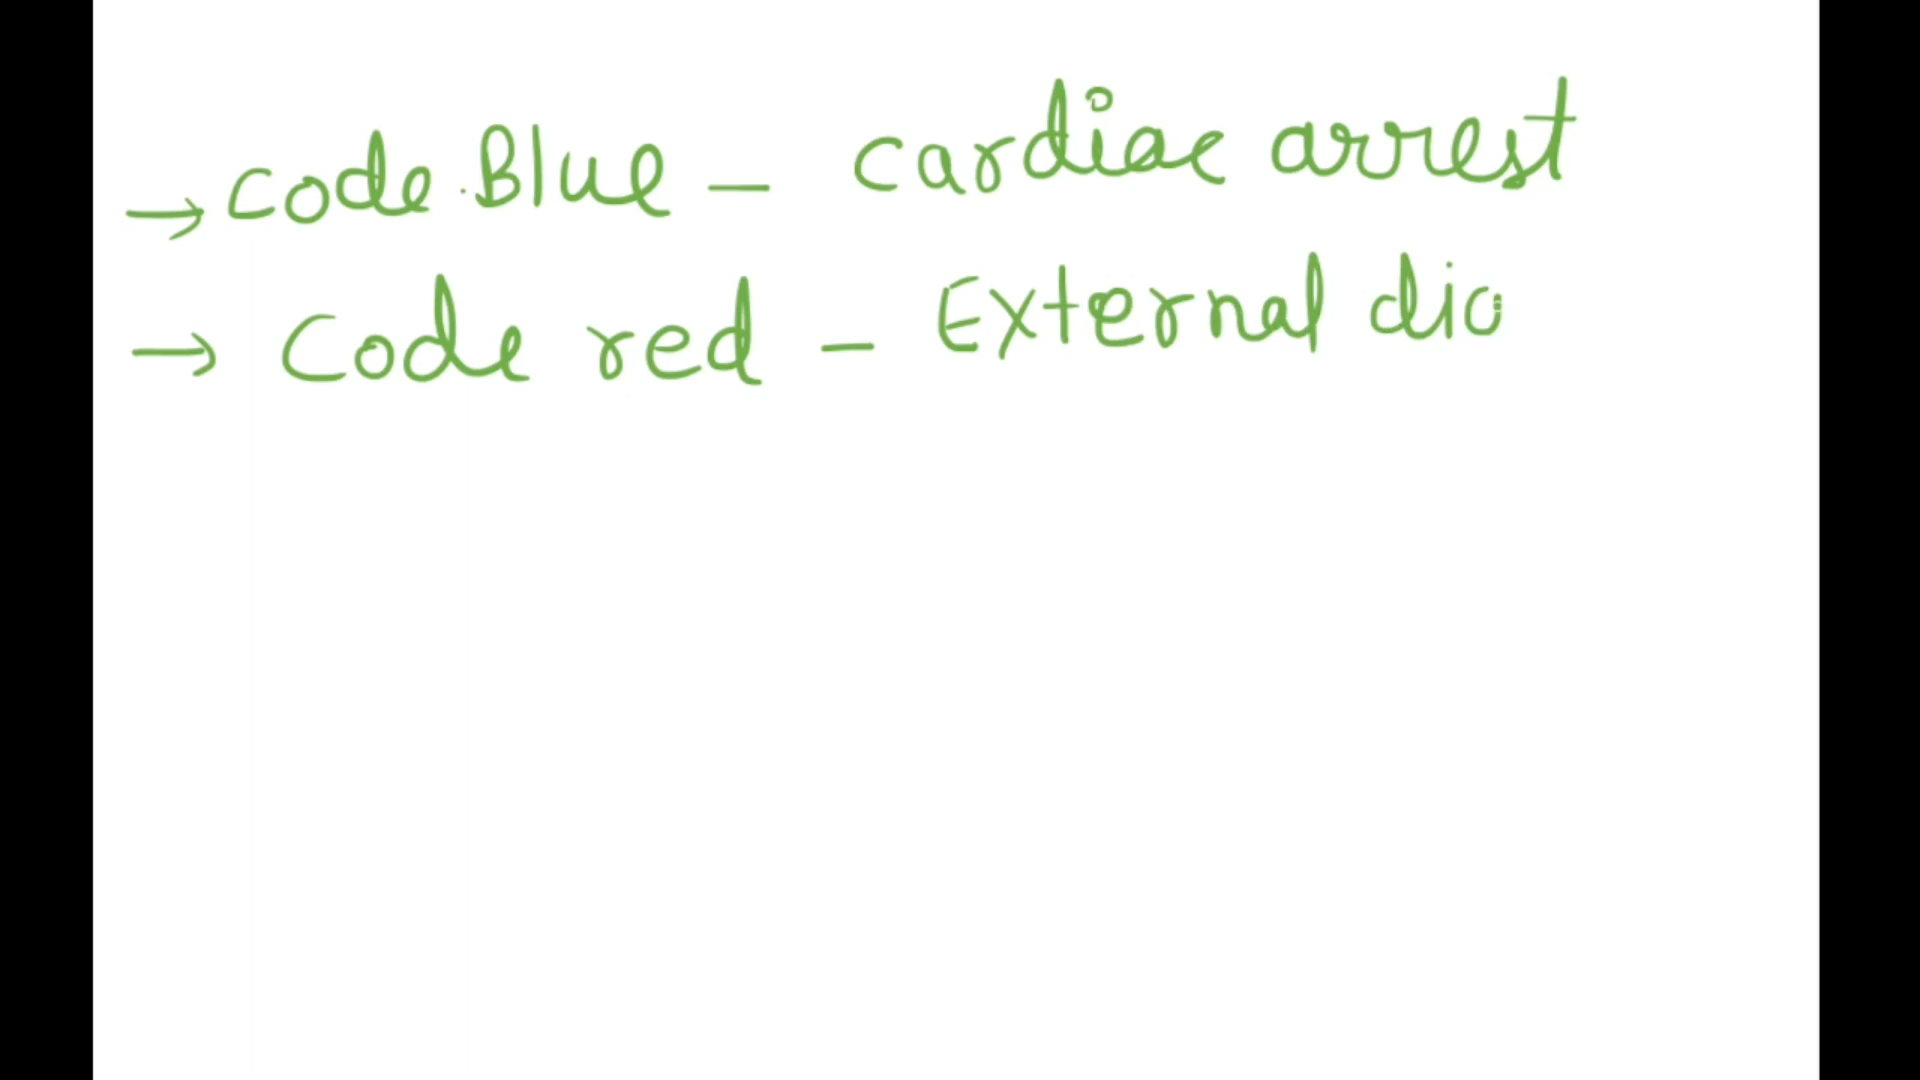 → code Blue - cardiac arrest
→ Code red - External